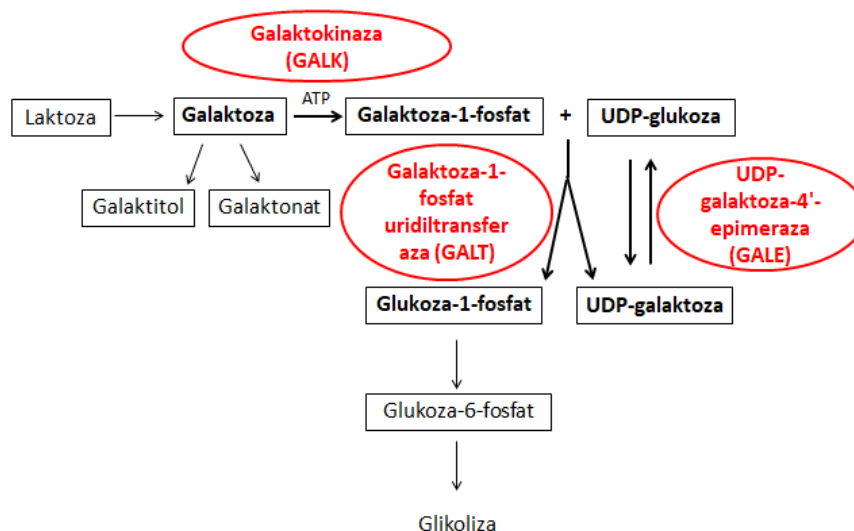 Galaktokinaza
(GALK)
ATP
Laktoza
Galaktoza
Galaktoza-1-fosfat
+
UDP-glukoza
Galaktitol
Galaktonat
Galaktoza-1-
fosfat
uridiltransfer
aza (GALT)
UDP-
galaktoza-4'-
epimeraza
(GALE)
Glukoza-1-fosfat
UDP-galaktoza
Glukoza-6-fosfat
Glikoliza